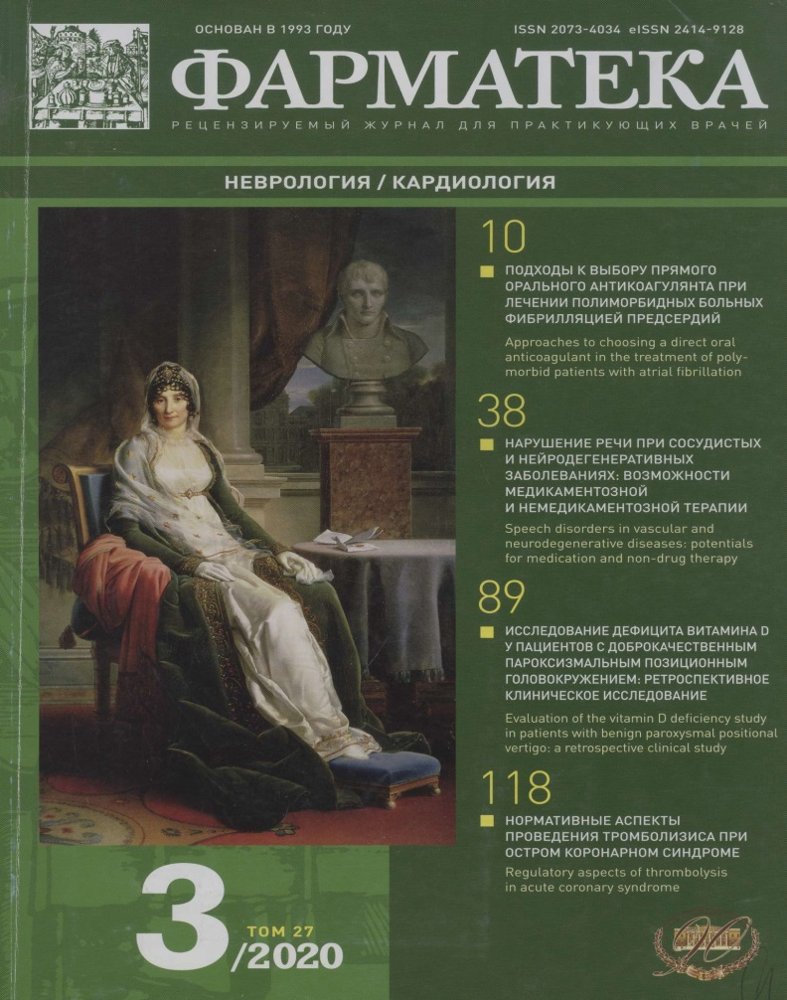 ОСНОВАН В 1993 ГОДУ
ISSN 2073-4034 eISSN 2414-9128
ФАРМАТЕКА
РЕЦЕНЗИРУЕМЫЙ ЖУРНАЛ ДЛЯ ПРАКТИКУЮЩИХ ВРАЧЕЙ
НЕВРОЛОГИЯ / КАРДИОЛОГИЯ
10
ПОДХОДЫ К ВЫБОРУ ПРЯМОГО
ОРАЛЬНОГО АНТИКОАГУЛЯНТА ПРИ
ЛЕЧЕНИИ ПОЛИМОРБИДНЫХ БОЛЬНЫХ
ФИБРИЛЛЯЦИЕЙ ПРЕДСЕРДИЙ
Approaches to choosing a direct oral
anticoagulant in the treatment of poly-
morbid patients with atrial fibrillation
38
НАРУШЕНИЕ РЕЧИ ПРИ СОСУДИСТЫХ
И НЕЙРОДЕГЕНЕРАТИВНЫХ
ЗАБОЛЕВАНИЯХ: ВОЗМОЖНОСТИ
МЕДИКАМЕНТОЗНОЙ
И НЕМЕДИКАМЕНТОЗНОЙ ТЕРАПИИ
Speech disorders in vascular and
neurodegenerative diseases: potentials
for medication and non-drug therapy
89
ИССЛЕДОВАНИЕ ДЕФИЦИТА ВИТАМИНА D
У ПАЦИЕНТОВ С ДОБРОКАЧЕСТВЕННЫМ
ПАРОКСИЗМАЛЬНЫМ ПОЗИЦИОННЫМ
ГОЛОВОКРУЖЕНИЕМ: РЕТРОСПЕКТИВНОЕ
КЛИНИЧЕСКОЕ ИССЛЕДОВАНИЕ
Evaluation of the vitamin D deficiency study
in patients with benign paroxysmal positional
vertigo: a retrospective clinical study
118
НОРМАТИВНЫЕ АСПЕКТЫ
ПРОВЕДЕНИЯ ТРОМБОЛИЗИСА ПРИ
ОСТРОМ КОРОНАРНОМ СИНДРОМЕ
Regulatory aspects of thrombolysis
in acute coronary syndrome
3
ТОМ 27
/2020